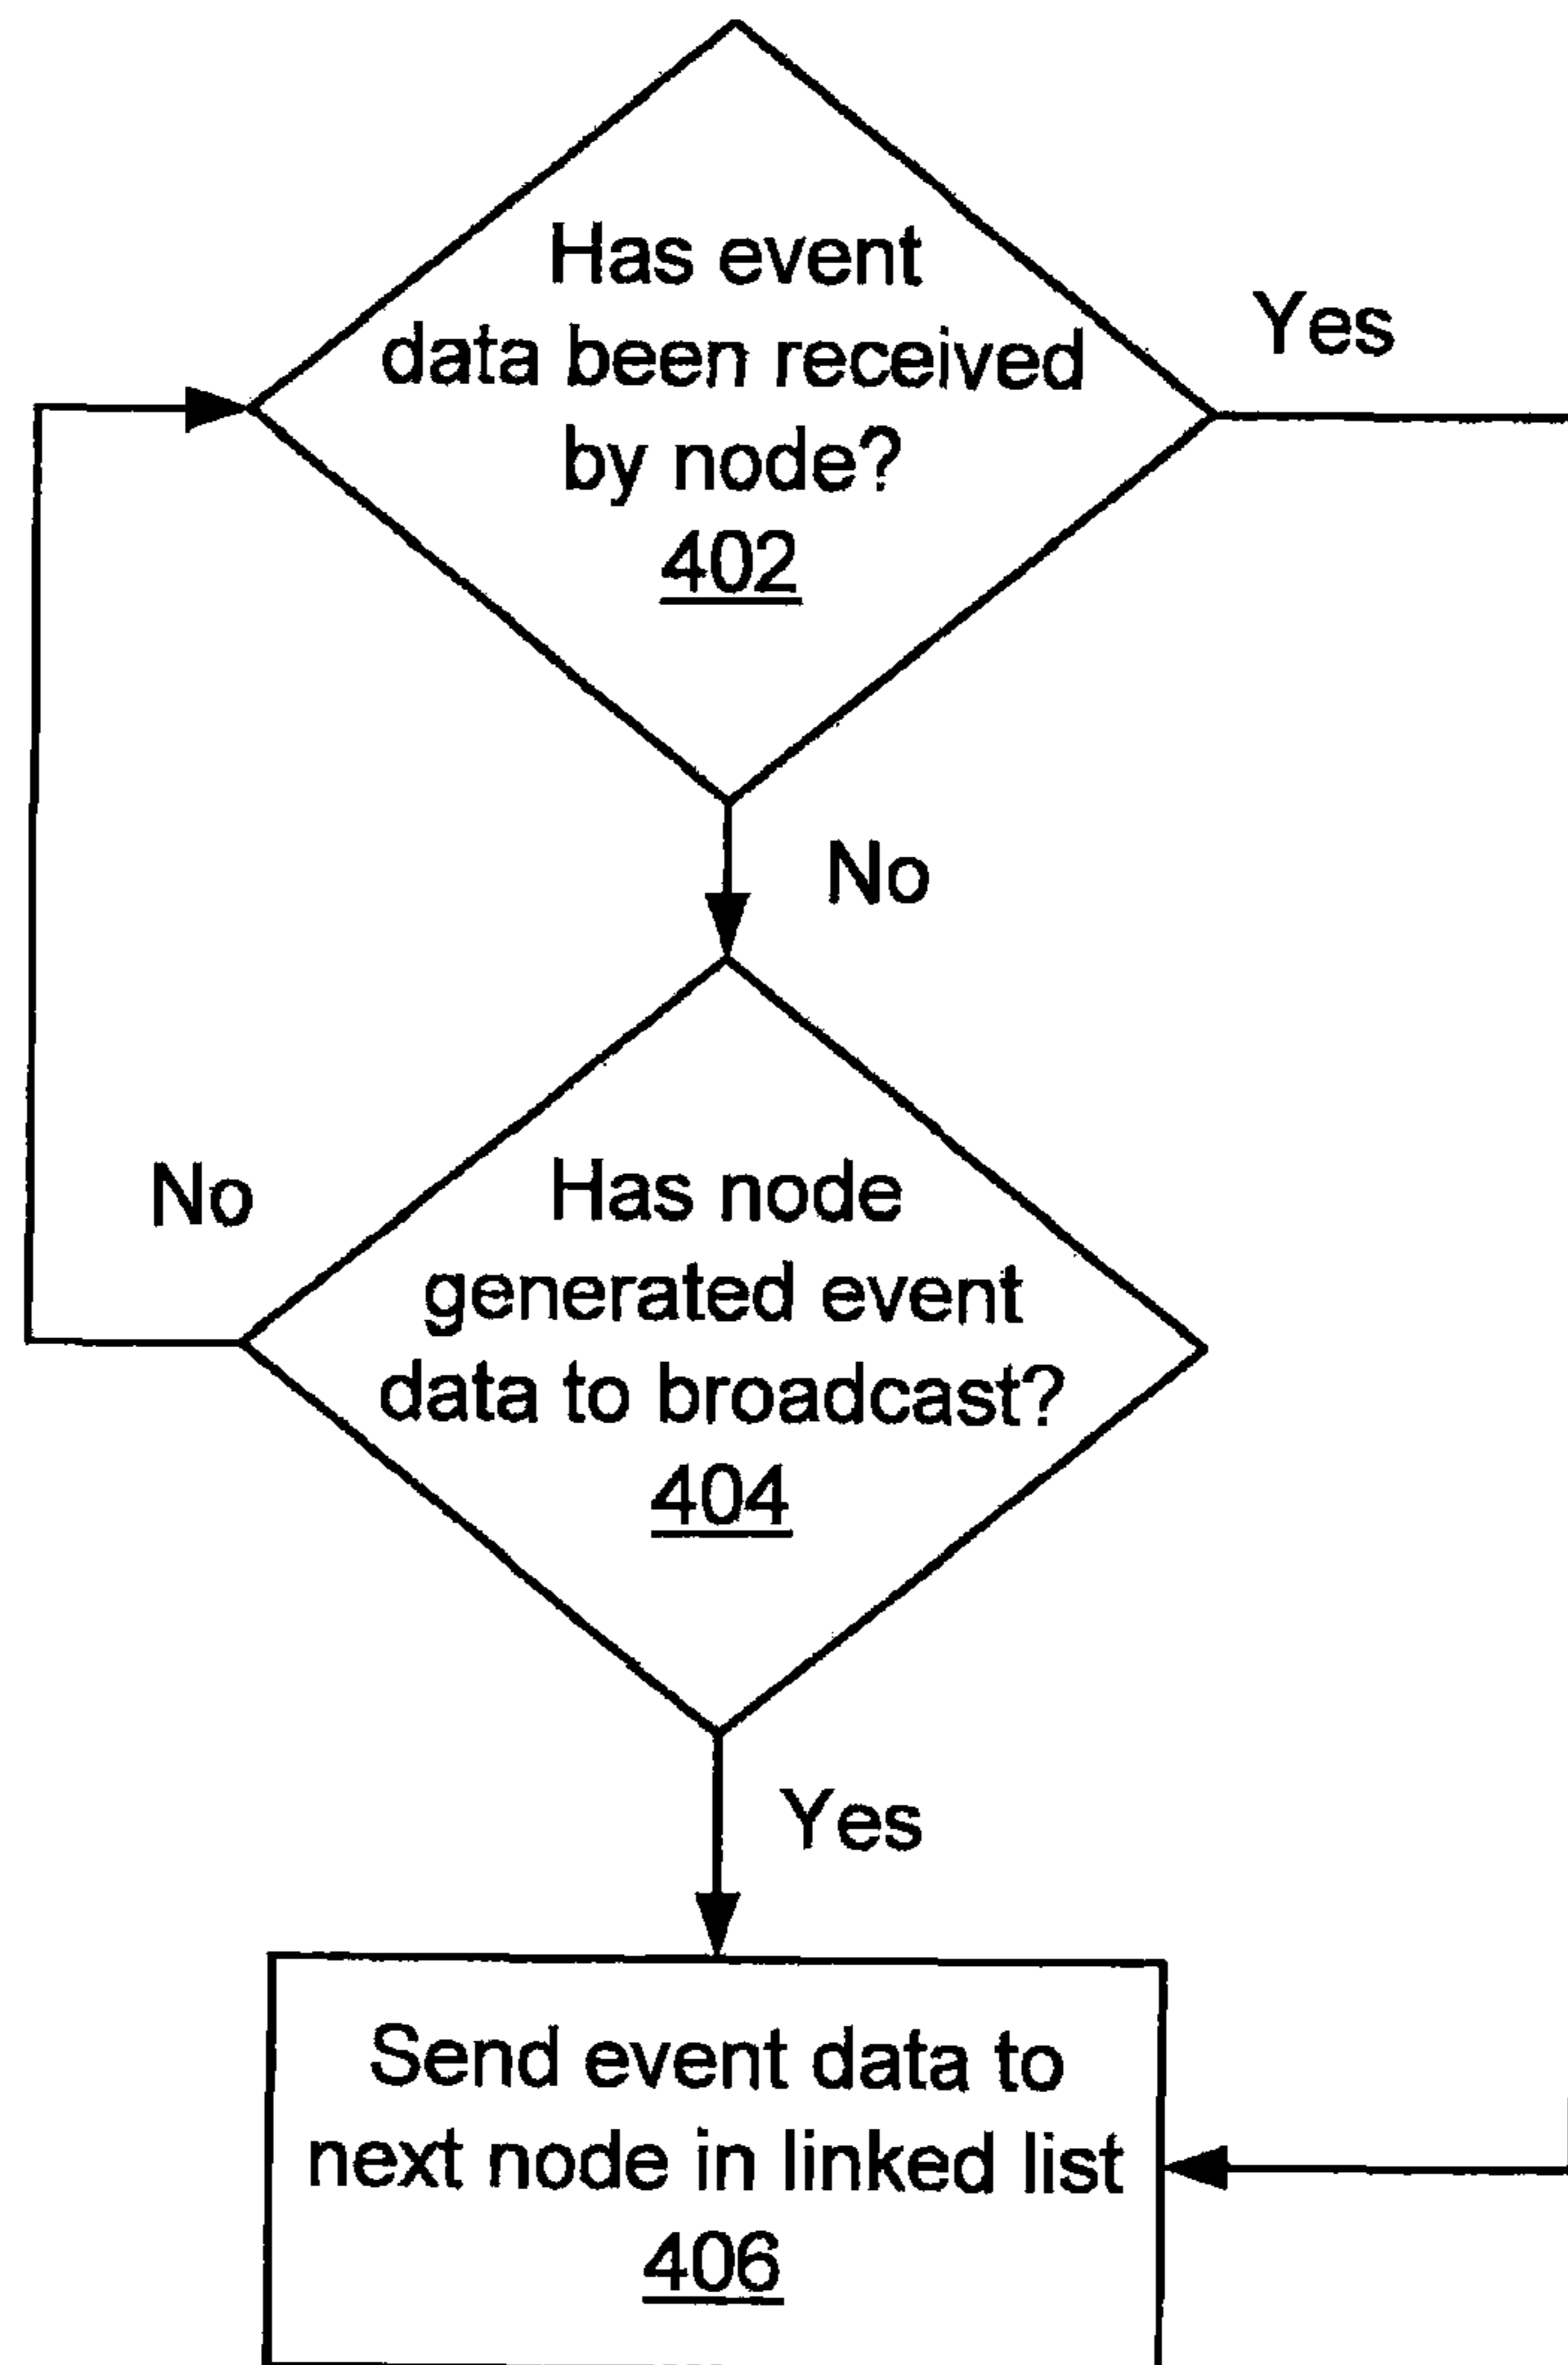 Has event
data been received
by node?
402
Yes
No
Has node
generated event
data to broadcast?
404
No
Yes
Send event data to
next node in linked list
406